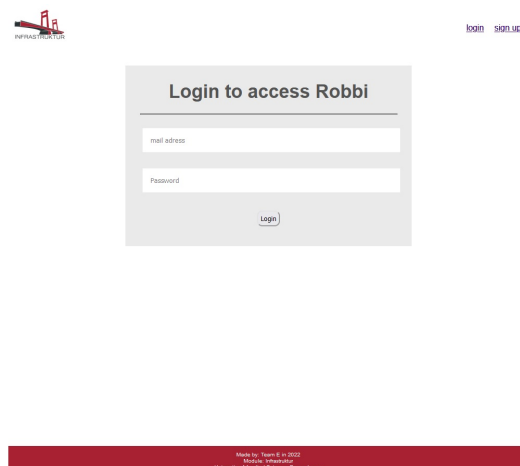 INFRASTRUKTUR
login sign up
Login to access Robbi
mail adress
Password
Login
Made by: Team E in 2022
Module: Infrastruktur